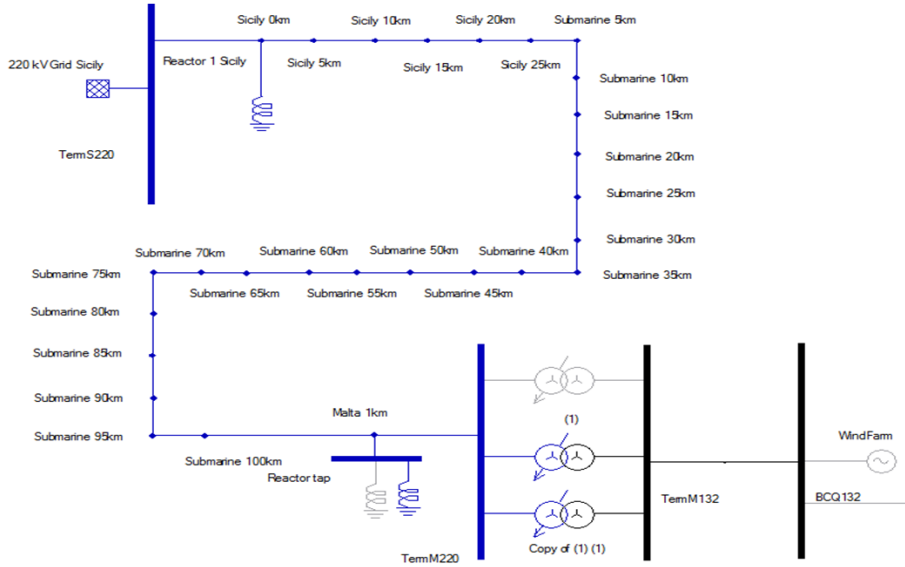 Sicily 0km
Sicily 10km
Sicily 20km
Submarine 5km
220 kV Grid Sicily
Reactor 1 Sicily
Sicily 5km
Sicily 15km
Sicily 25km
Submarine 10km
Submarine 15km
TermS220
Submarine 20km
Submarine 25km
Submarine 30km
Submarine 70km
Submarine 60km
Submarine 50km
Submarine 40km
Submarine 75km
Submarine 35km
Submarine 65km
Submarine 55km
Submarine 45km
Submarine 80km
Submarine 85km
Submarine 90km
Malta 1km
(1)
Submarine 95km
WindFarm
Submarine 100km
Reactor tap
TermM132
BCQ132
TermM220
Copy of (1) (1)